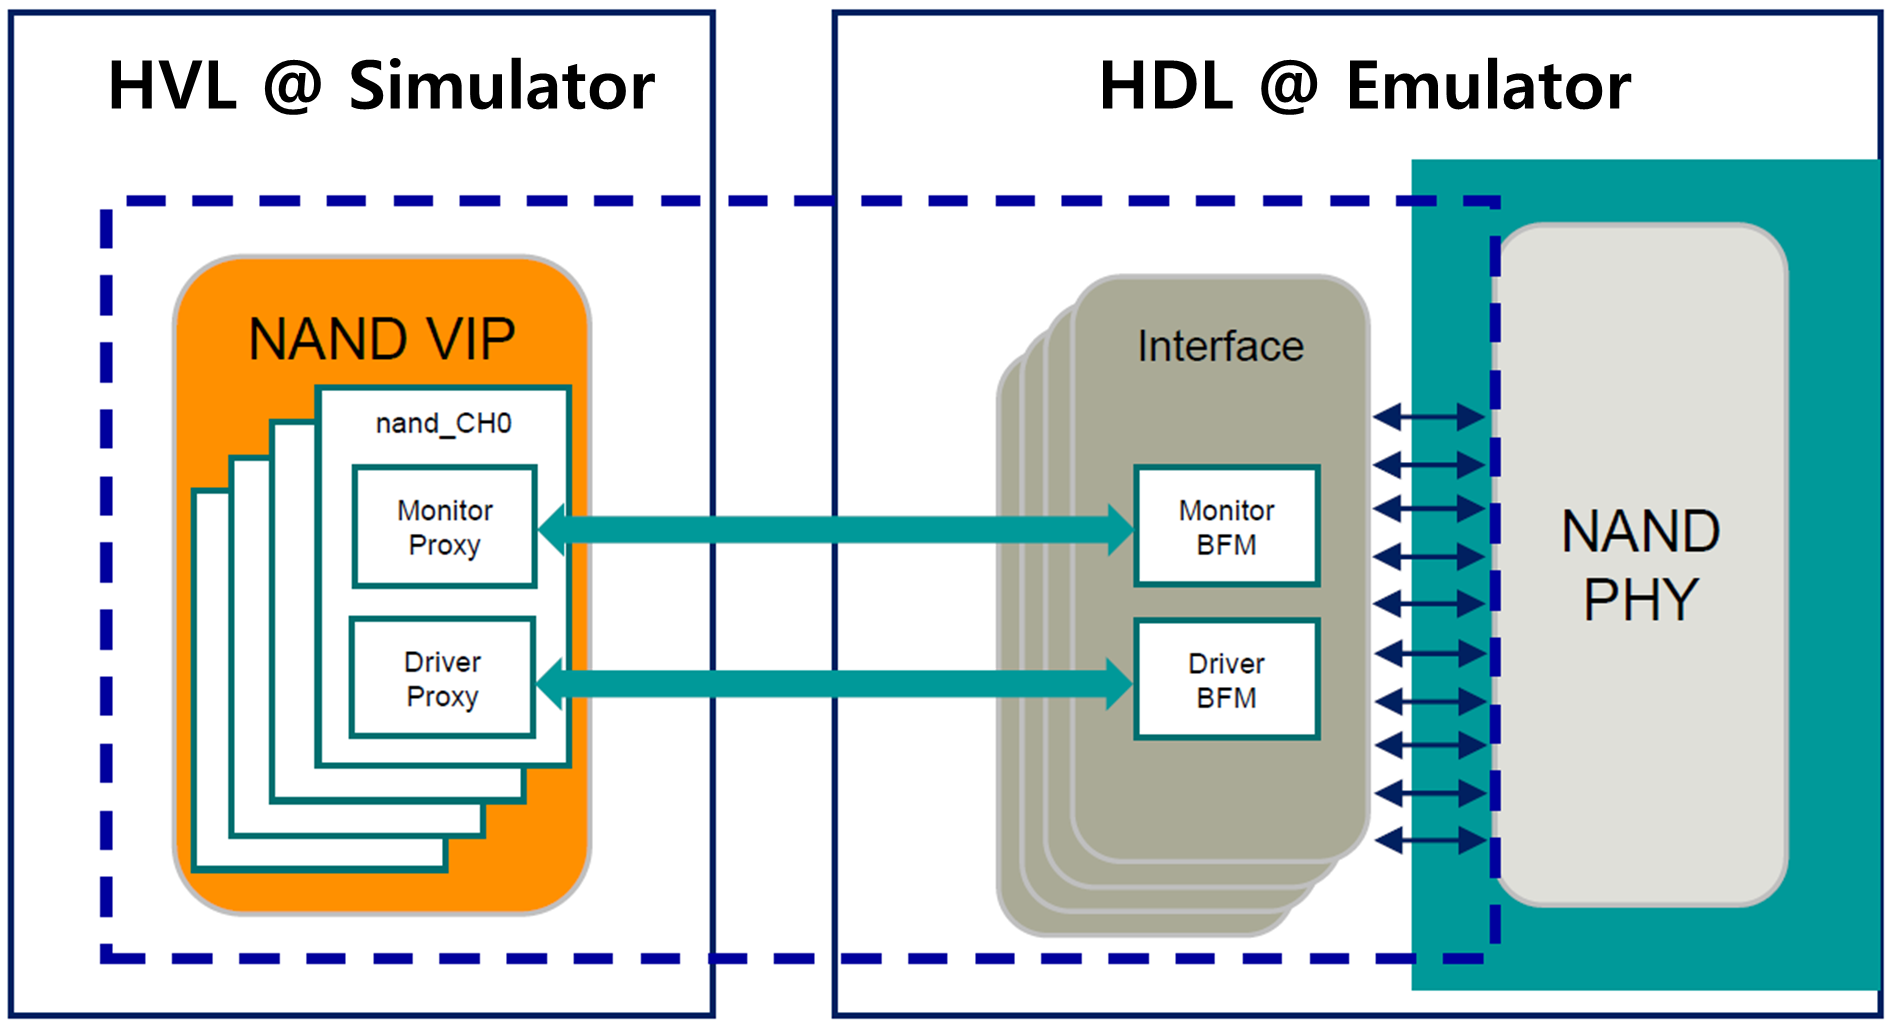 HVL @ Simulator
HDL @ Emulator
NAND VIP
nand_CH0
Monitor
Proxy
Driver
Proxy
Interface
Monitor
BFM
Driver
BFM
NAND
PHY